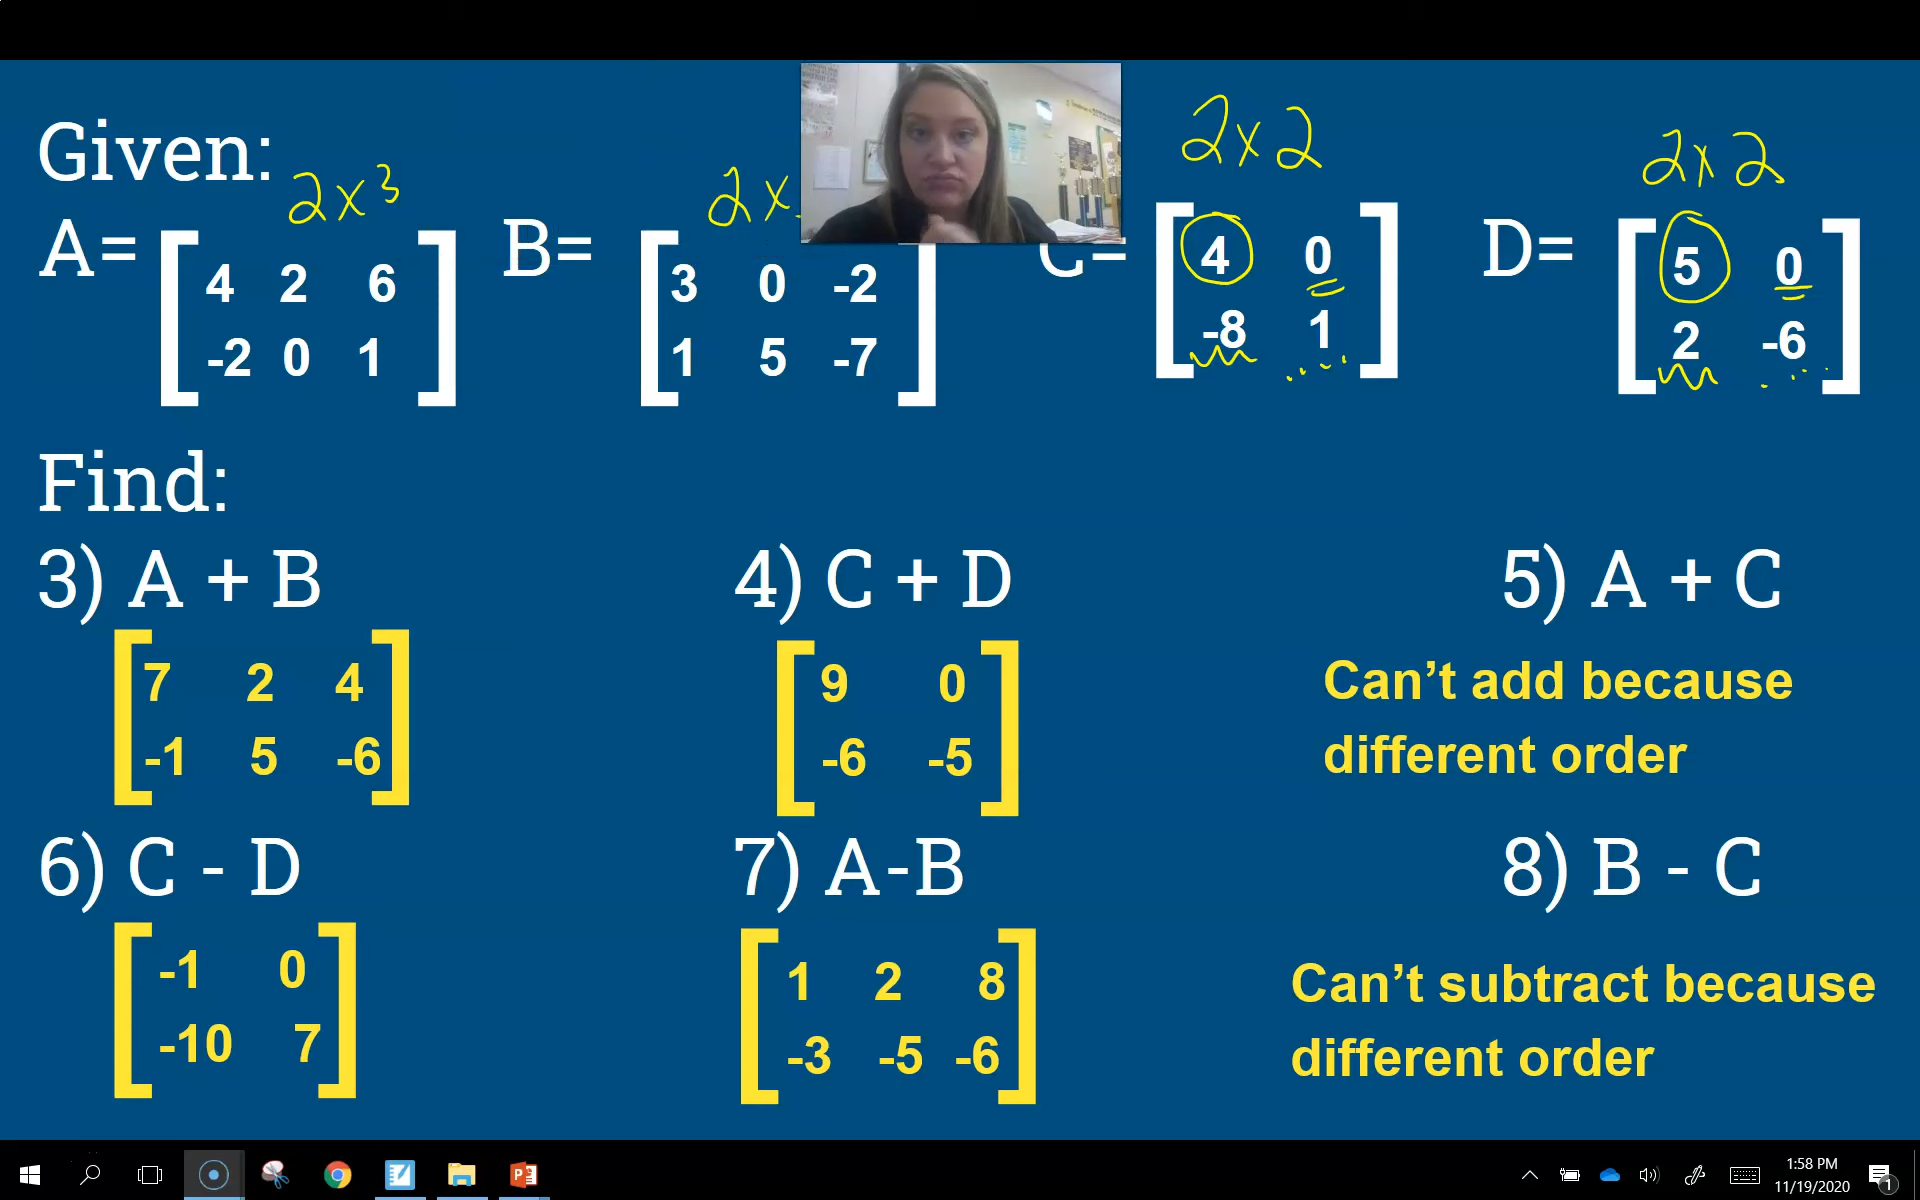 Given:
2x3
2x
2x2
2x2
A= [4 2 6
-2 0 1]
B= [3 0 -2
1 5 -7]
C= [4 0
-8 1]
D= [5 0
2 -6]
Find:
3) A + B
4) C + D
5) A + C
[7 2 4
-1 5 -6]
[9 0
-6 -5]
Can't add because
different order
6) C - D
7) A-B
8) B - C
[-1 0
-10 7]
[1 2 8
-3 -5 -6]
Can't subtract because
different order
1:58 PM
11/19/2020
1